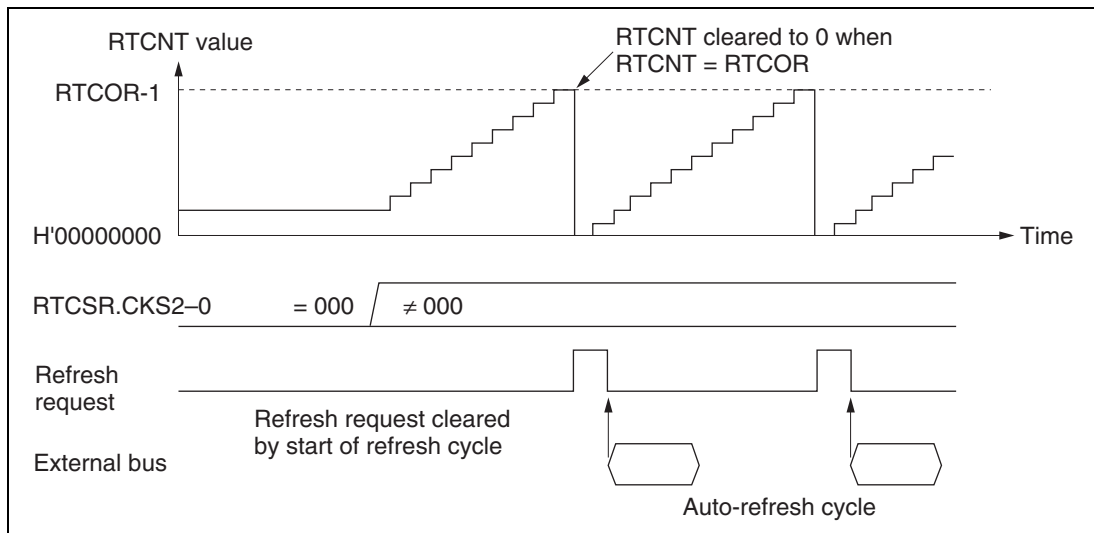 RTCNT value
RTCNT cleared to 0 when
RTCNT = RTCOR
RTCOR-1
H'00000000
Time
RTCSR.CKS2–0 = 000 ≠ 000
Refresh
request
Refresh request cleared
by start of refresh cycle
External bus
Auto-refresh cycle